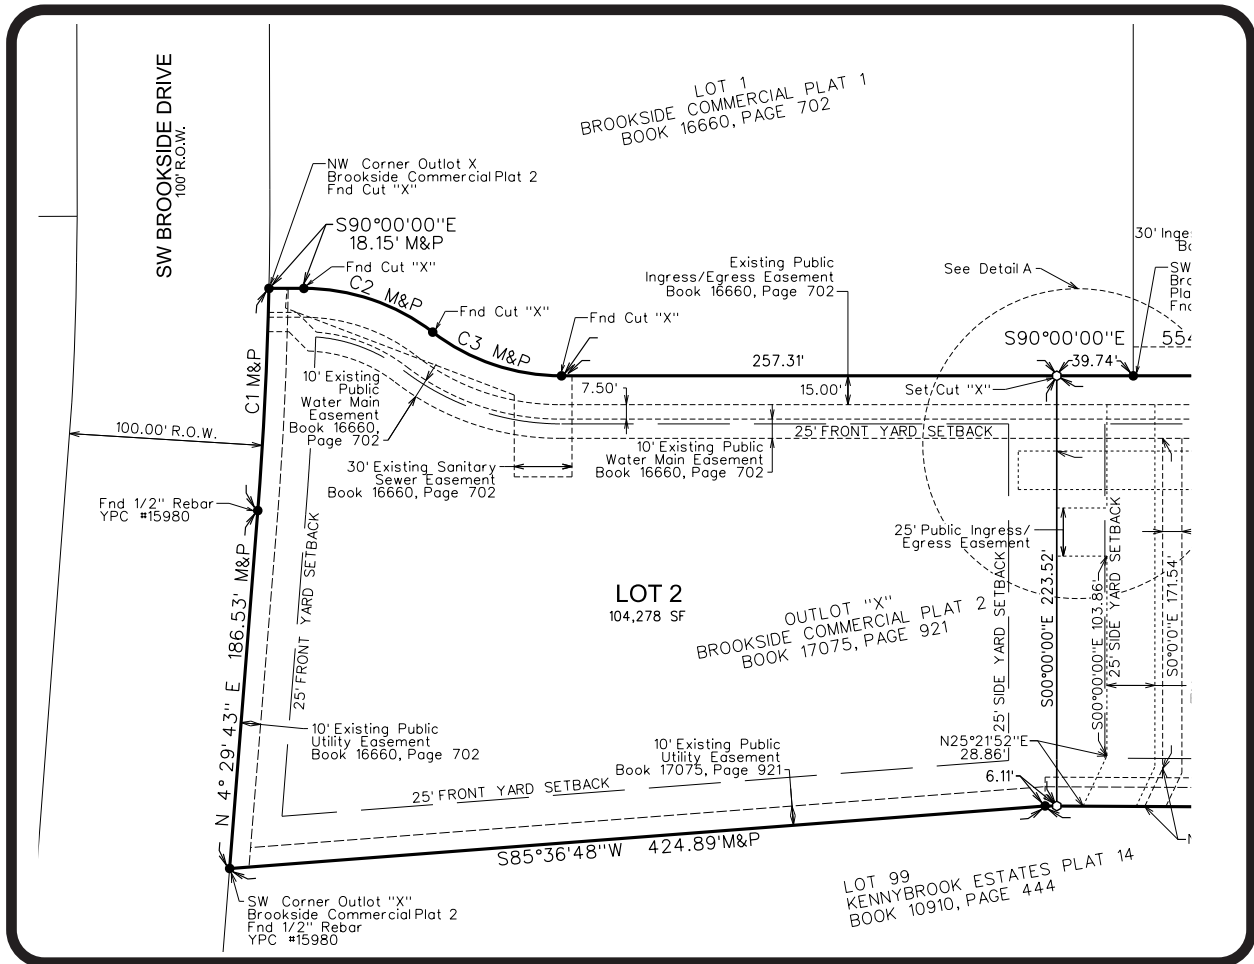 SW BROOKSIDE DRIVE
100' R.O.W.
LOT 1
BROOKSIDE COMMERCIAL PLAT 1
BOOK 16660, PAGE 702
NW Corner Outlot X
Brookside Commercial Plat 2
Fnd Cut "X"
S90°00'00"E
18.15' M&P
Fnd Cut "X"
C2 M&P
Fnd Cut "X"
C3 M&P
Fnd Cut "X"
Existing Public
Ingress/Egress Easement
Book 16660, Page 702
See Detail A
30' Inge
SW
Fnd
S90°00'00"E 554
257.31'
39.74'
Set Cut "X"
7.50'
15.00'
25' FRONT YARD SETBACK
C1 M&P
10' Existing
Public
Water Main
Easement
Book 16660,
Page 702
100.00' R.O.W.
30' Existing Sanitary
Sewer Easement
Book 16660, Page 702
10' Existing Public
Water Main Easement
Book 16660, Page 702
Fnd 1/2" Rebar
YPC #15980
25' Public Ingress/
Egress Easement
25' FRONT YARD SETBACK
N 4° 29' 43" E 186.53' M&P
LOT 2
104,278 SF
OUTLOT "X"
BROOKSIDE COMMERCIAL PLAT 2
BOOK 17075, PAGE 921
25' SIDE YARD SETBACK
S00°00'00"E 223.52'
S00°00'00"E 103.86'
25' SIDE YARD SETBACK
S0°0'0"E 171.54'
10' Existing Public
Utility Easement
Book 16660, Page 702
10' Existing Public
Utility Easement
Book 17075, Page 921
N25°21'52"E
28.86'
6.11'
25' FRONT YARD SETBACK
S85°36'48"W 424.89'M&P
N
LOT 99
KENNYBROOK ESTATES PLAT 14
BOOK 10910, PAGE 444
SW Corner Outlot "X"
Brookside Commercial Plat 2
Fnd 1/2" Rebar
YPC #15980